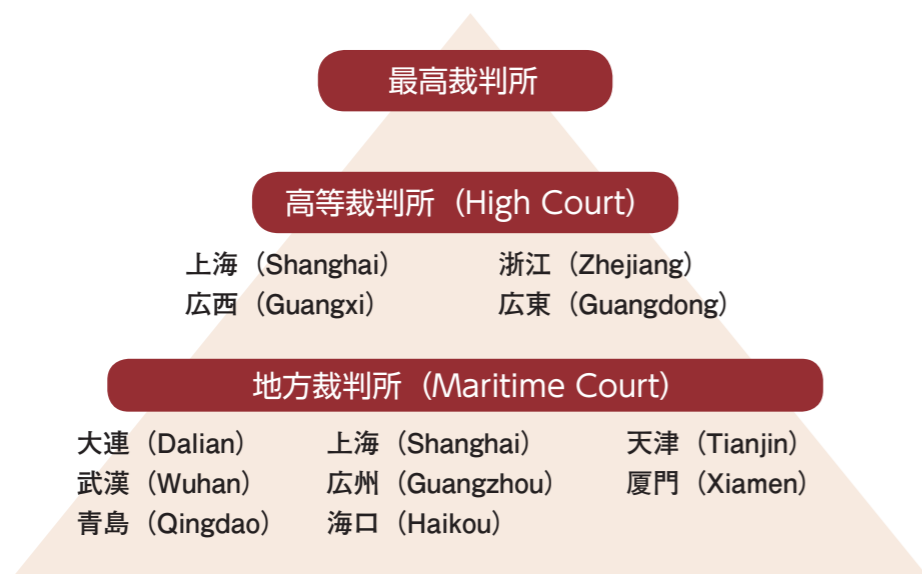 最高裁判所
高等裁判所（High Court）
上海（Shanghai） 浙江（Zhejiang）
広西（Guangxi） 広東（Guangdong）
地方裁判所（Maritime Court）
大連（Dalian） 上海（Shanghai） 天津（Tianjin）
武漢（Wuhan） 広州（Guangzhou） 厦門（Xiamen）
青島（Qingdao） 海口（Haikou）